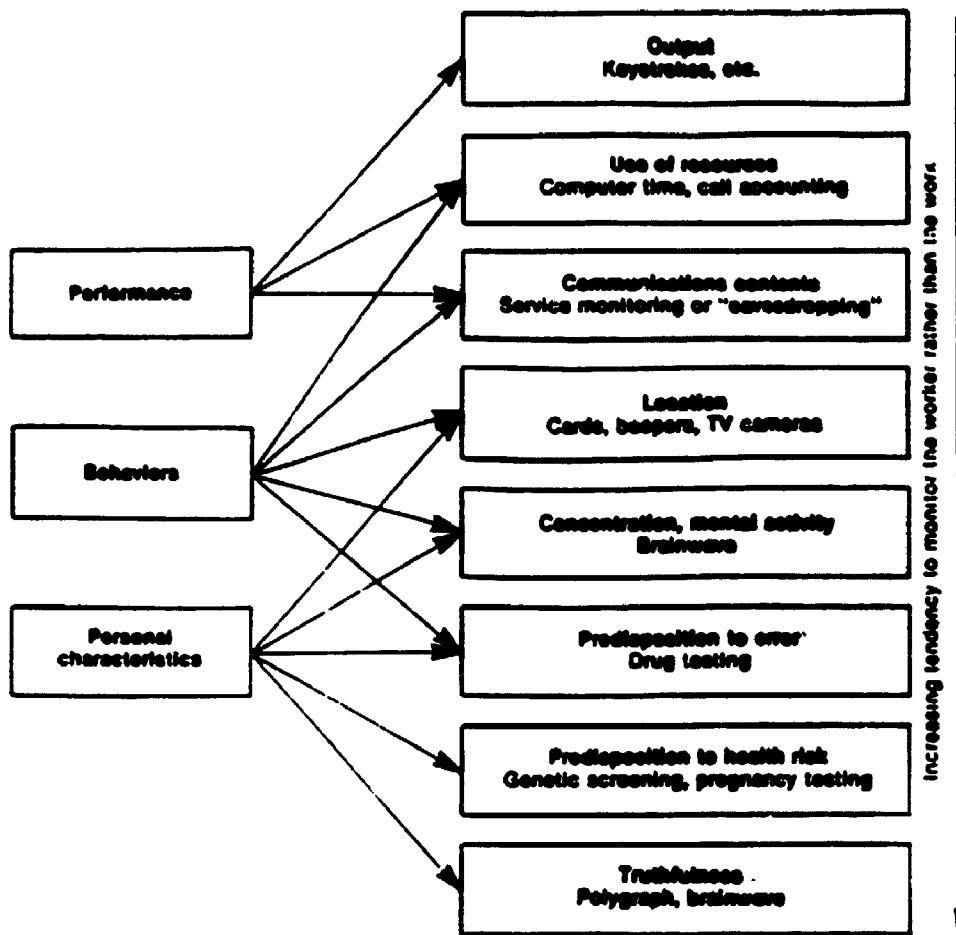 Output
Keystrokes, etc.
Use of resources
Computer time, call accounting
Performance
Communications contents
Service monitoring or "eavesdropping"
Location
Cards, beepers, TV cameras
Behaviors
Concentration, mental activity
Brainwave
Personal
characteristics
Predisposition to error
Drug testing
Predisposition to health risk
Genetic screening, pregnancy testing
Truthfulness
Polygraph, brainwave
Increasing tendency to monitor the worker rather than the work